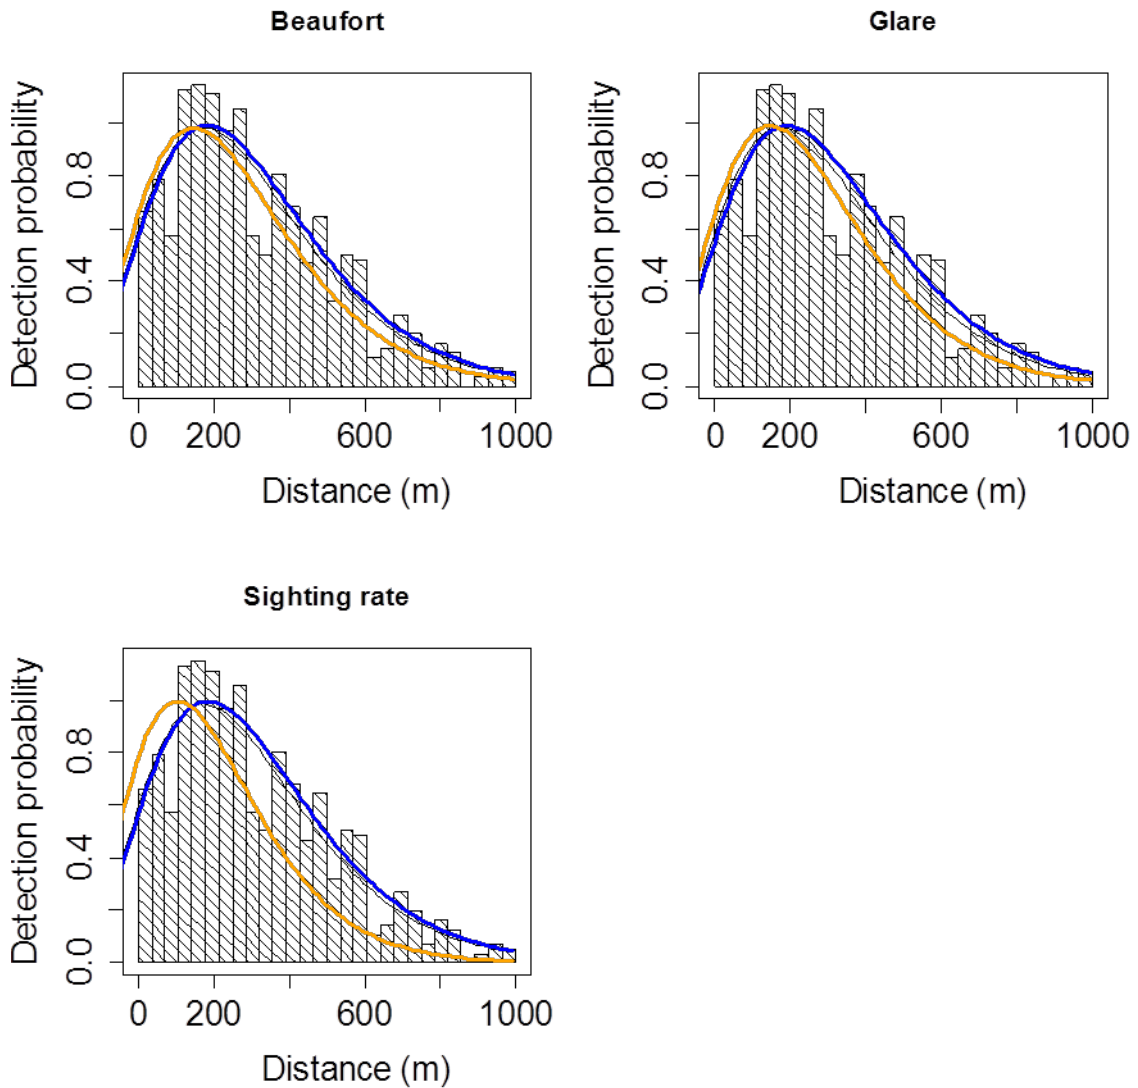 Beaufort
Detection probability
0.0 0.4 0.8
0 200 600 1000
Distance (m)
Glare
Detection probability
0.0 0.4 0.8
0 200 600 1000
Distance (m)
Sighting rate
Detection probability
0.0 0.4 0.8
0 200 600 1000
Distance (m)